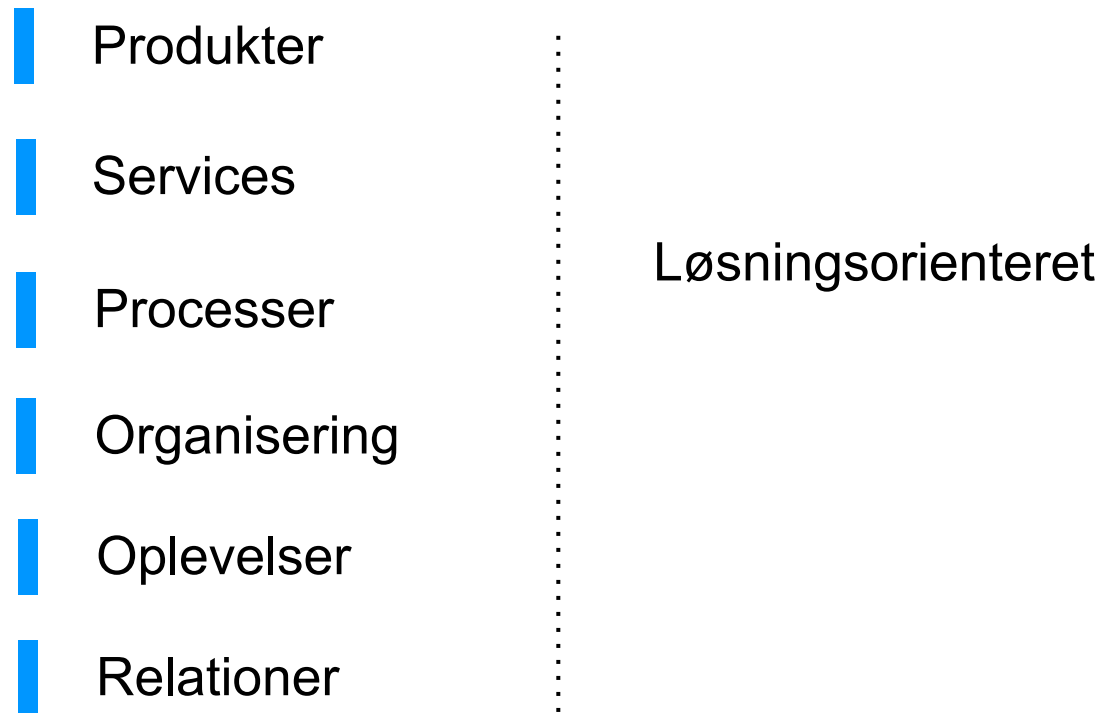 Produkter
Services
Processer
Organisering
Oplevelser
Relationer
Løsningsorienteret